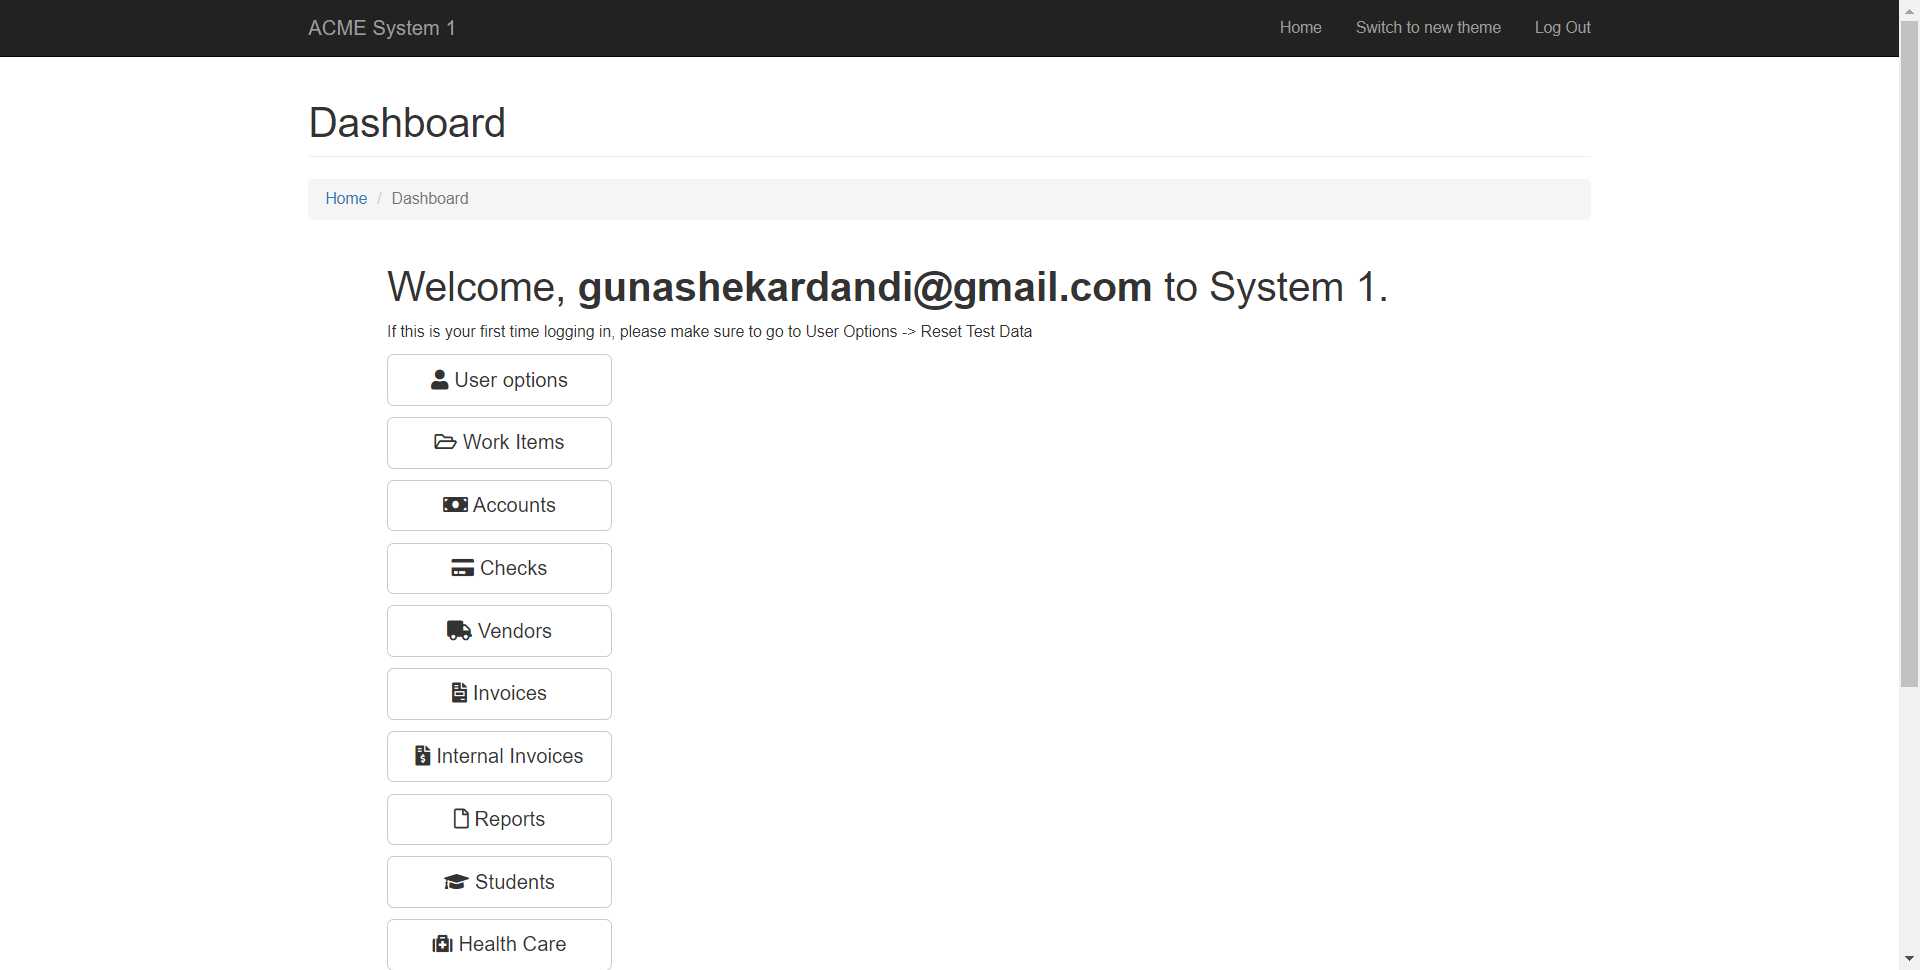 ACME System 1
Home
Switch to new theme
Log Out
Dashboard
Home / Dashboard
Welcome, gunashekardandi@gmail.com to System 1.
If this is your first time logging in, please make sure to go to User Options -> Reset Test Data
User options
Work Items
Accounts
Checks
Vendors
Invoices
Internal Invoices
Reports
Students
Health Care